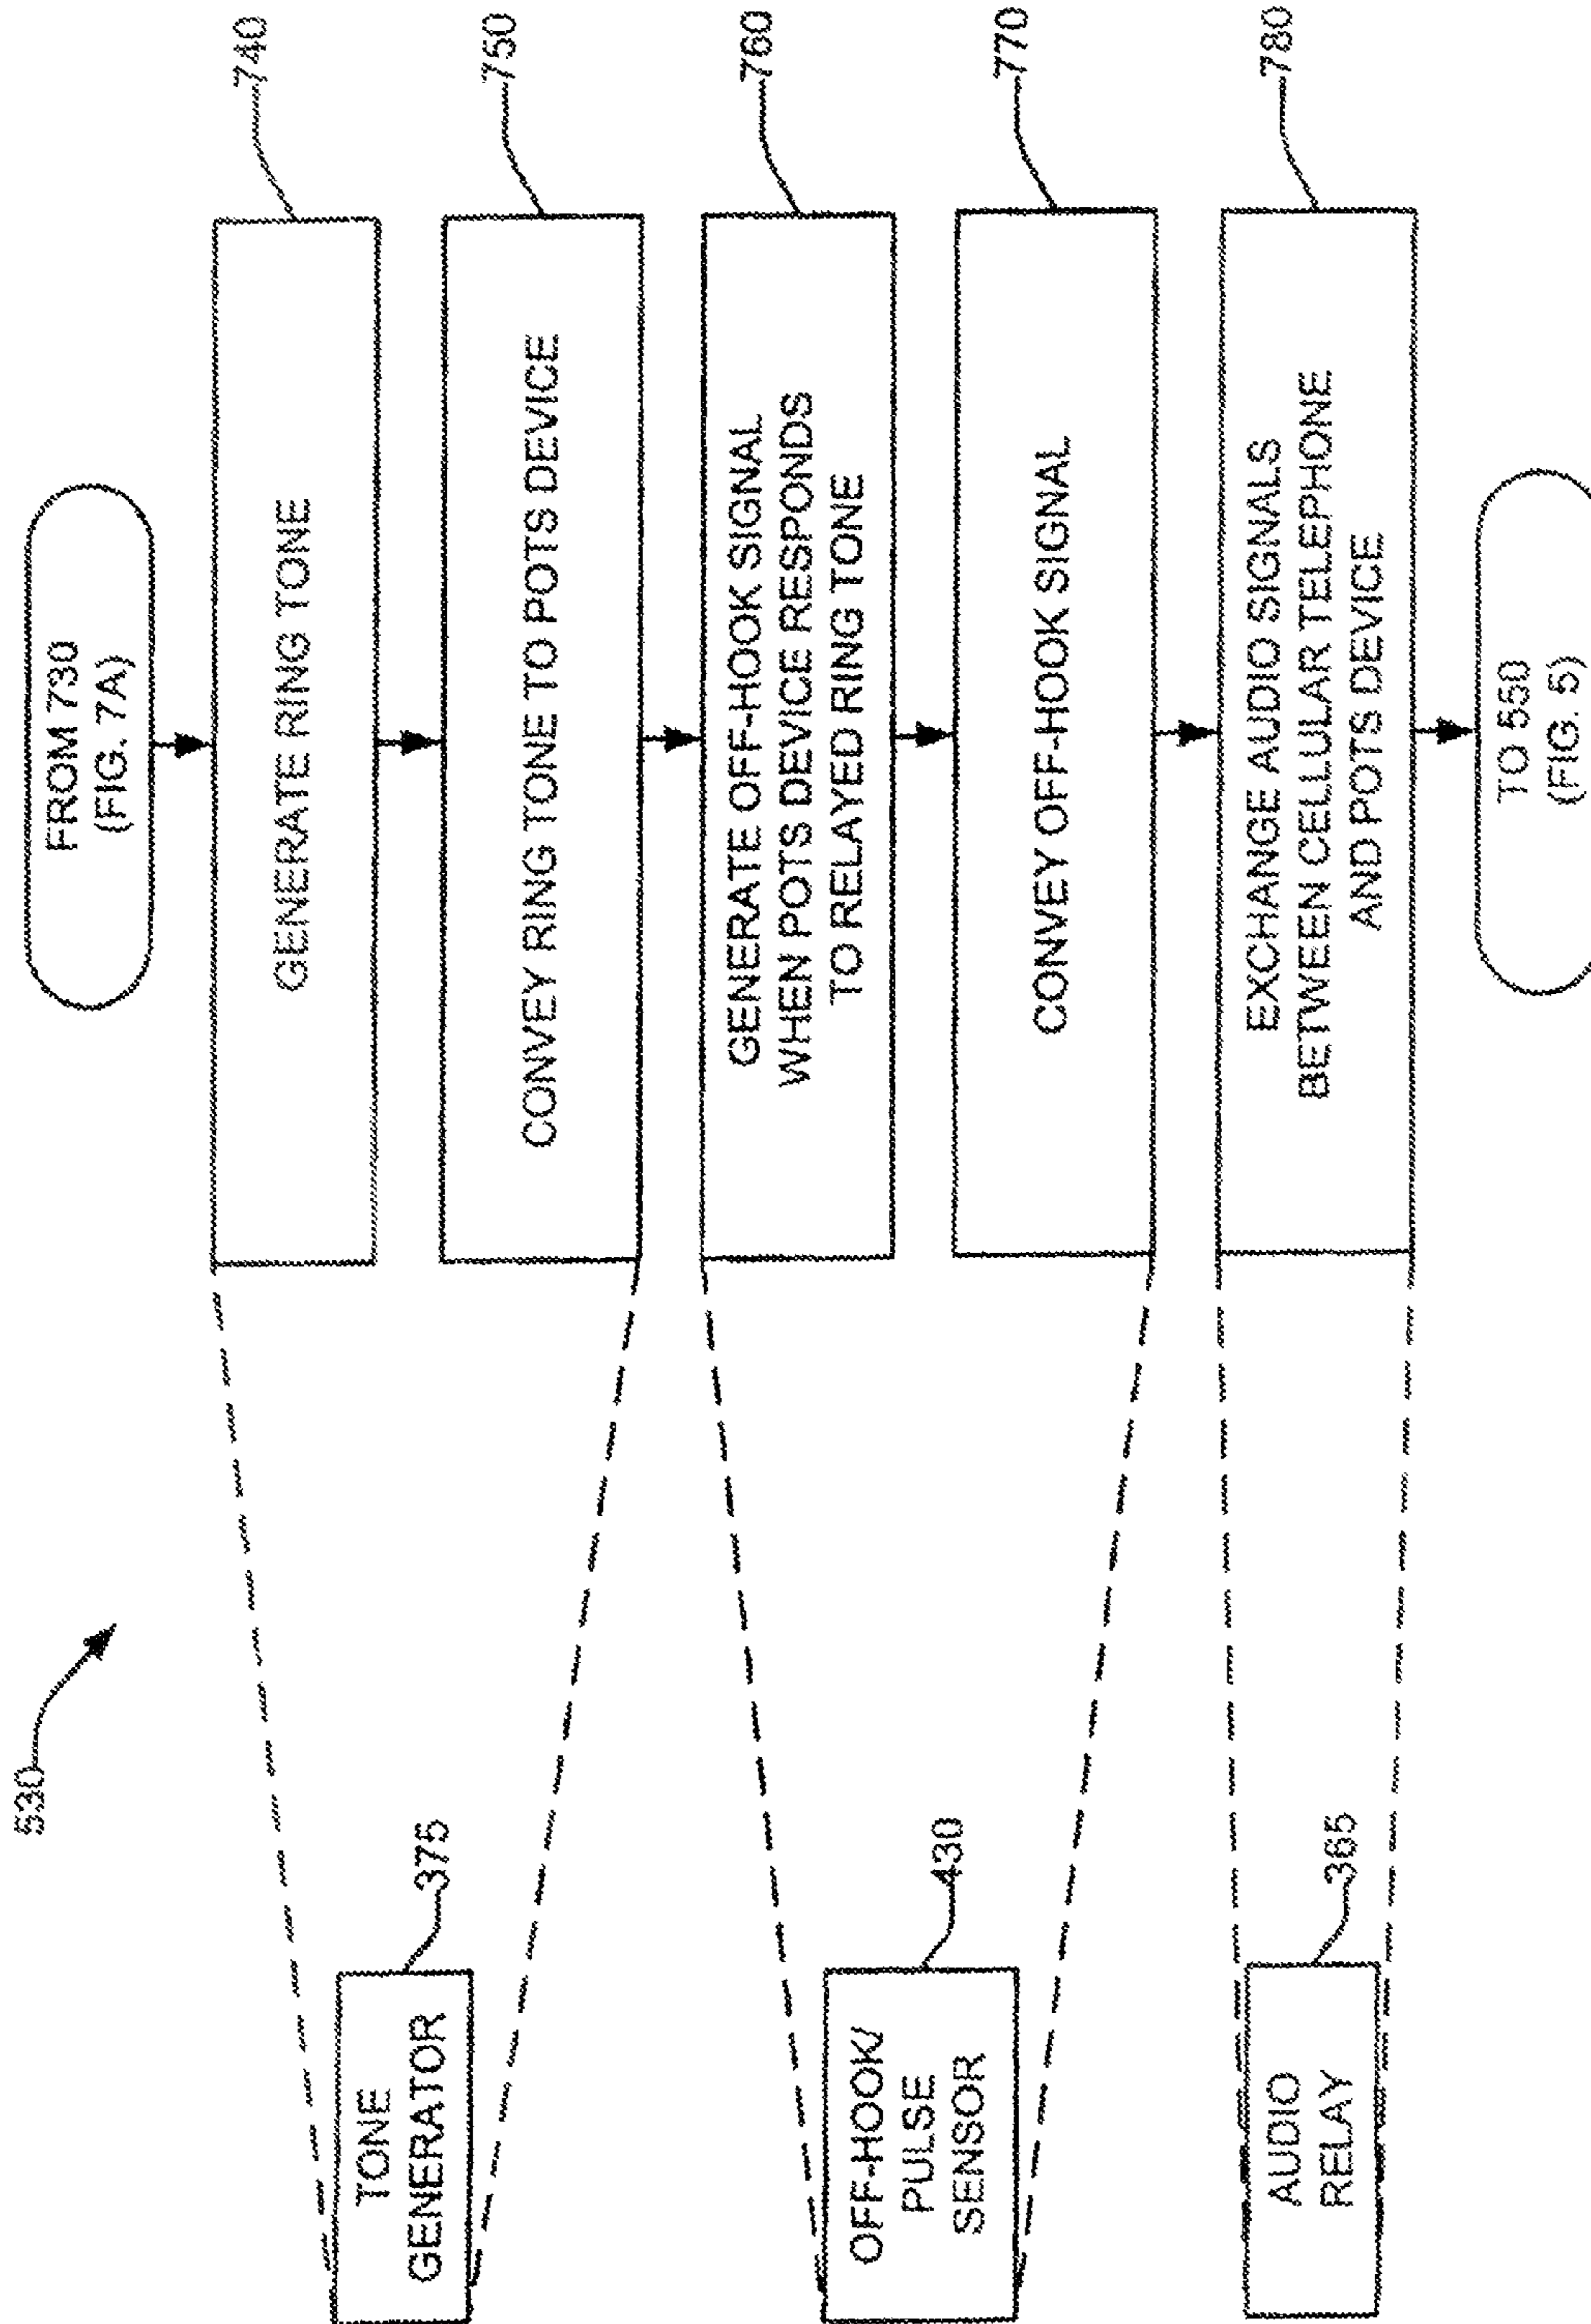 530
FROM 730
(FIG. 7A)
740
GENERATE RING TONE
750
CONVEY RING TONE TO POTS DEVICE
TONE
GENERATOR
375
760
GENERATE OFF-HOOK SIGNAL
WHEN POTS DEVICE RESPONDS
TO RELAYED RING TONE
770
CONVEY OFF-HOOK SIGNAL
OFF-HOOK/
PULSE
SENSOR
430
780
EXCHANGE AUDIO SIGNALS
BETWEEN CELLULAR TELEPHONE
AND POTS DEVICE
AUDIO
RELAY
365
TO 550
(FIG. 5)